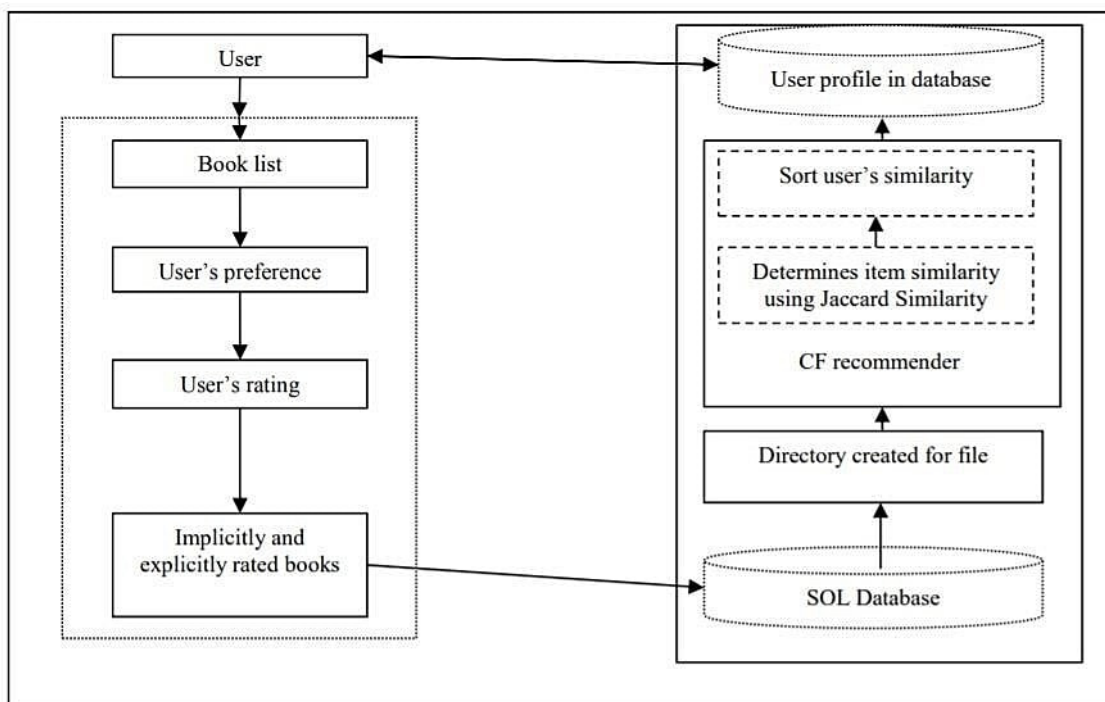 User
Book list
User’s preference
User’s rating
Implicitly and
explicitly rated books
User profile in database
Sort user’s similarity
Determines item similarity
using Jaccard Similarity
CF recommender
Directory created for file
SOL Database